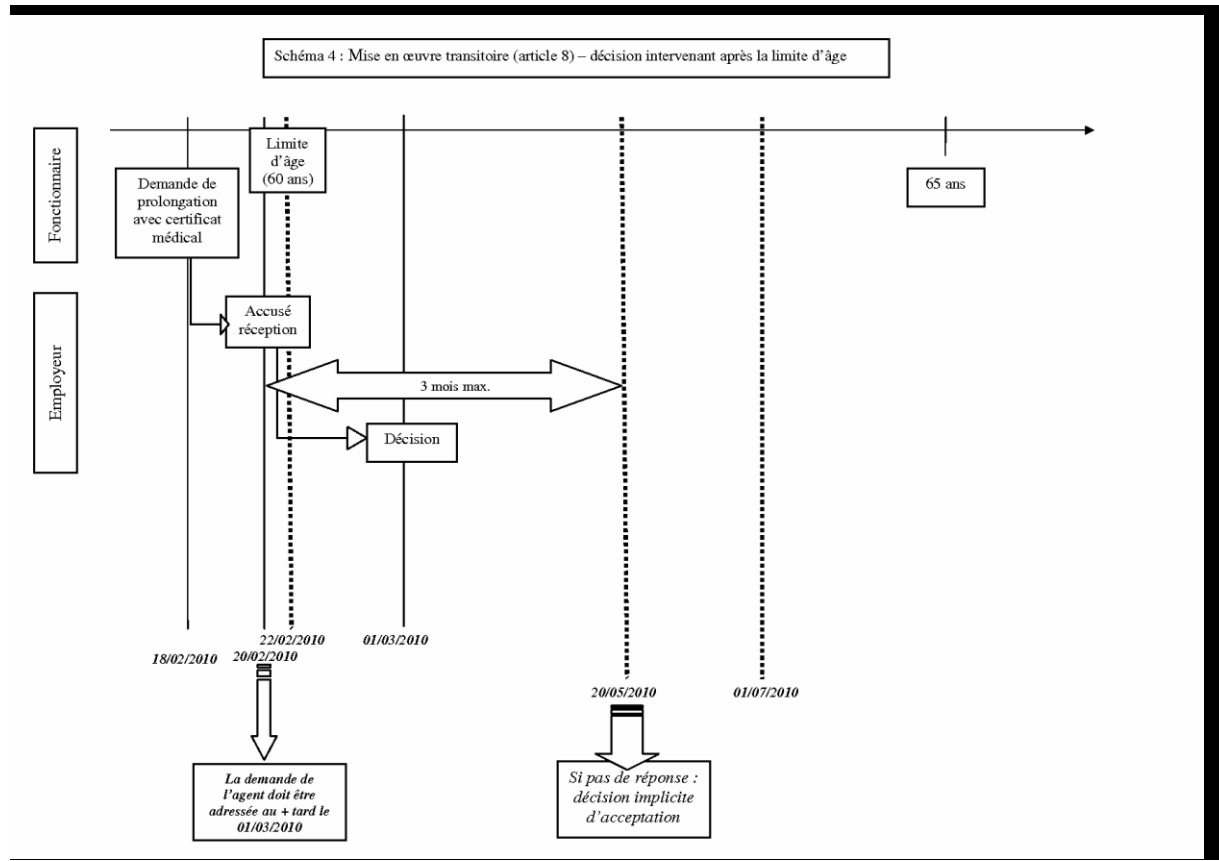 Schéma 4 : Mise en œuvre transitoire (article 8) – décision intervenant après la limite d'âge
Fonctionnaire
Limite
d'âge
(60 ans)
Demande de
prolongation
avec certificat
médical
65 ans
Employeur
Accusé
réception
3 mois max.
Décision
22/02/2010
01/03/2010
18/02/2010
20/02/2010
20/05/2010
01/07/2010
La demande de
l'agent doit être
adressée au + tard le
01/03/2010
Si pas de réponse :
décision implicite
d'acceptation